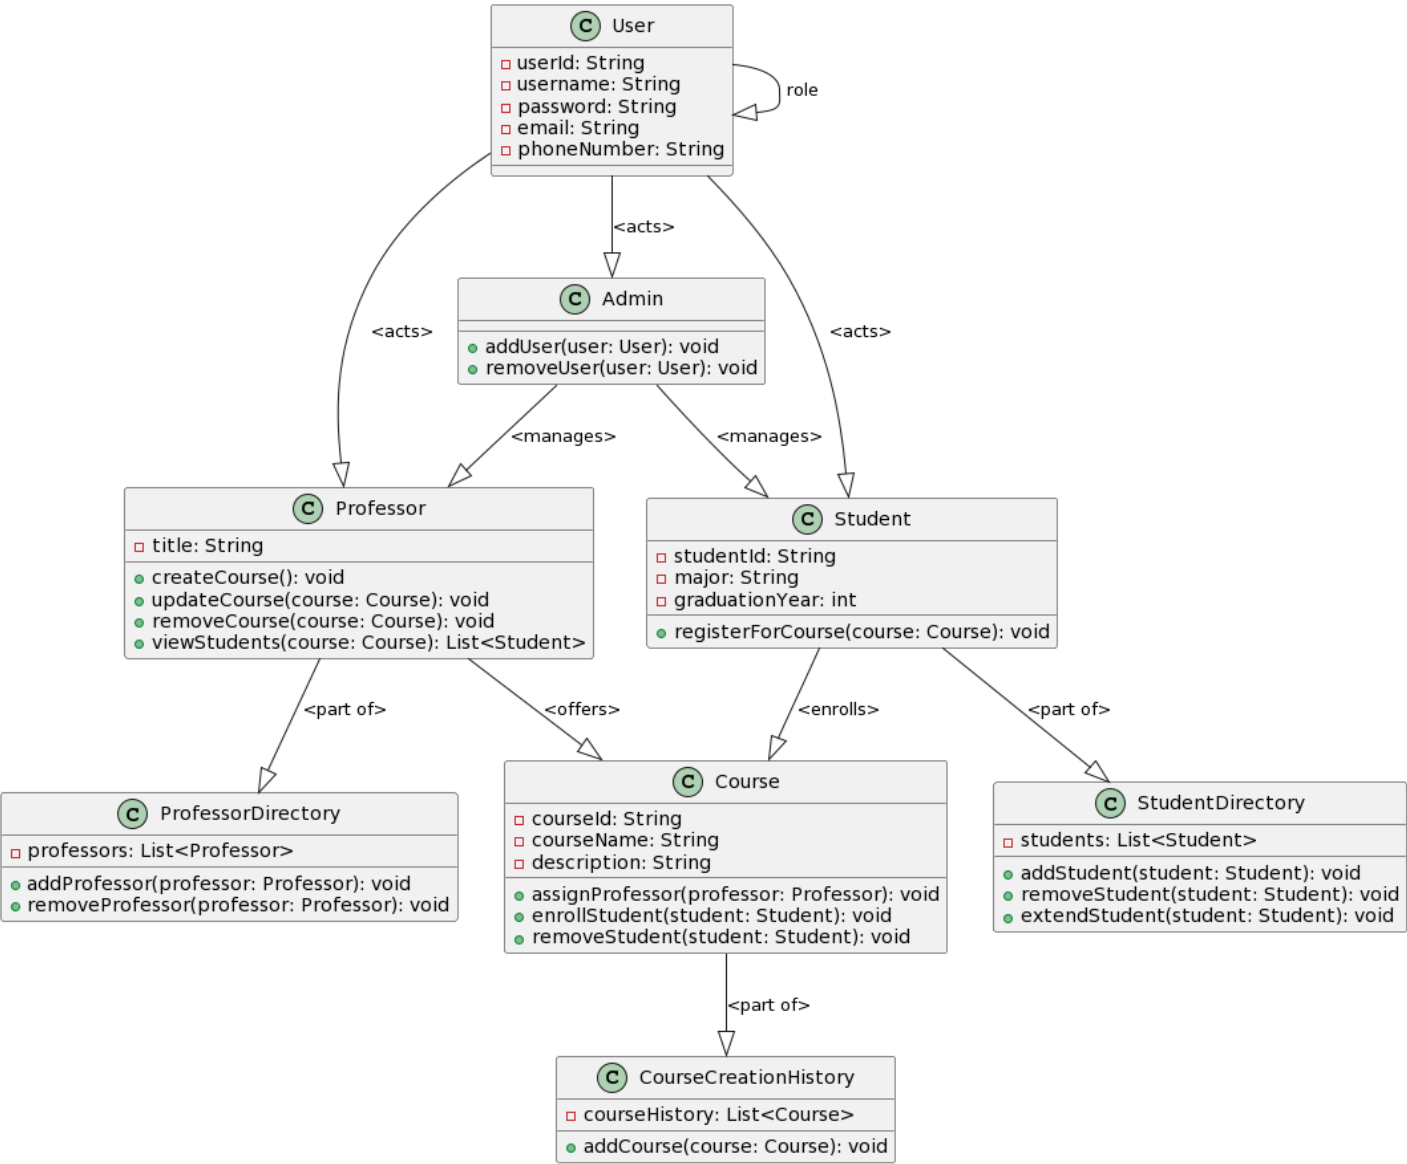 C User
userId: String
username: String
password: String
email: String
phoneNumber: String
role
<acts>
C Admin
addUser(user: User): void
removeUser(user: User): void
<acts>
<acts>
<manages>
<manages>
C Professor
title: String
createCourse(): void
updateCourse(course: Course): void
removeCourse(course: Course): void
viewStudents(course: Course): List<Student>
C Student
studentId: String
major: String
graduationYear: int
registerForCourse(course: Course): void
<part of>
<offers>
<enrolls>
<part of>
C ProfessorDirectory
professors: List<Professor>
addProfessor(professor: Professor): void
removeProfessor(professor: Professor): void
C Course
courseId: String
courseName: String
description: String
assignProfessor(professor: Professor): void
enrollStudent(student: Student): void
removeStudent(student: Student): void
C StudentDirectory
students: List<Student>
addStudent(student: Student): void
removeStudent(student: Student): void
extendStudent(student: Student): void
<part of>
C CourseCreationHistory
courseHistory: List<Course>
addCourse(course: Course): void